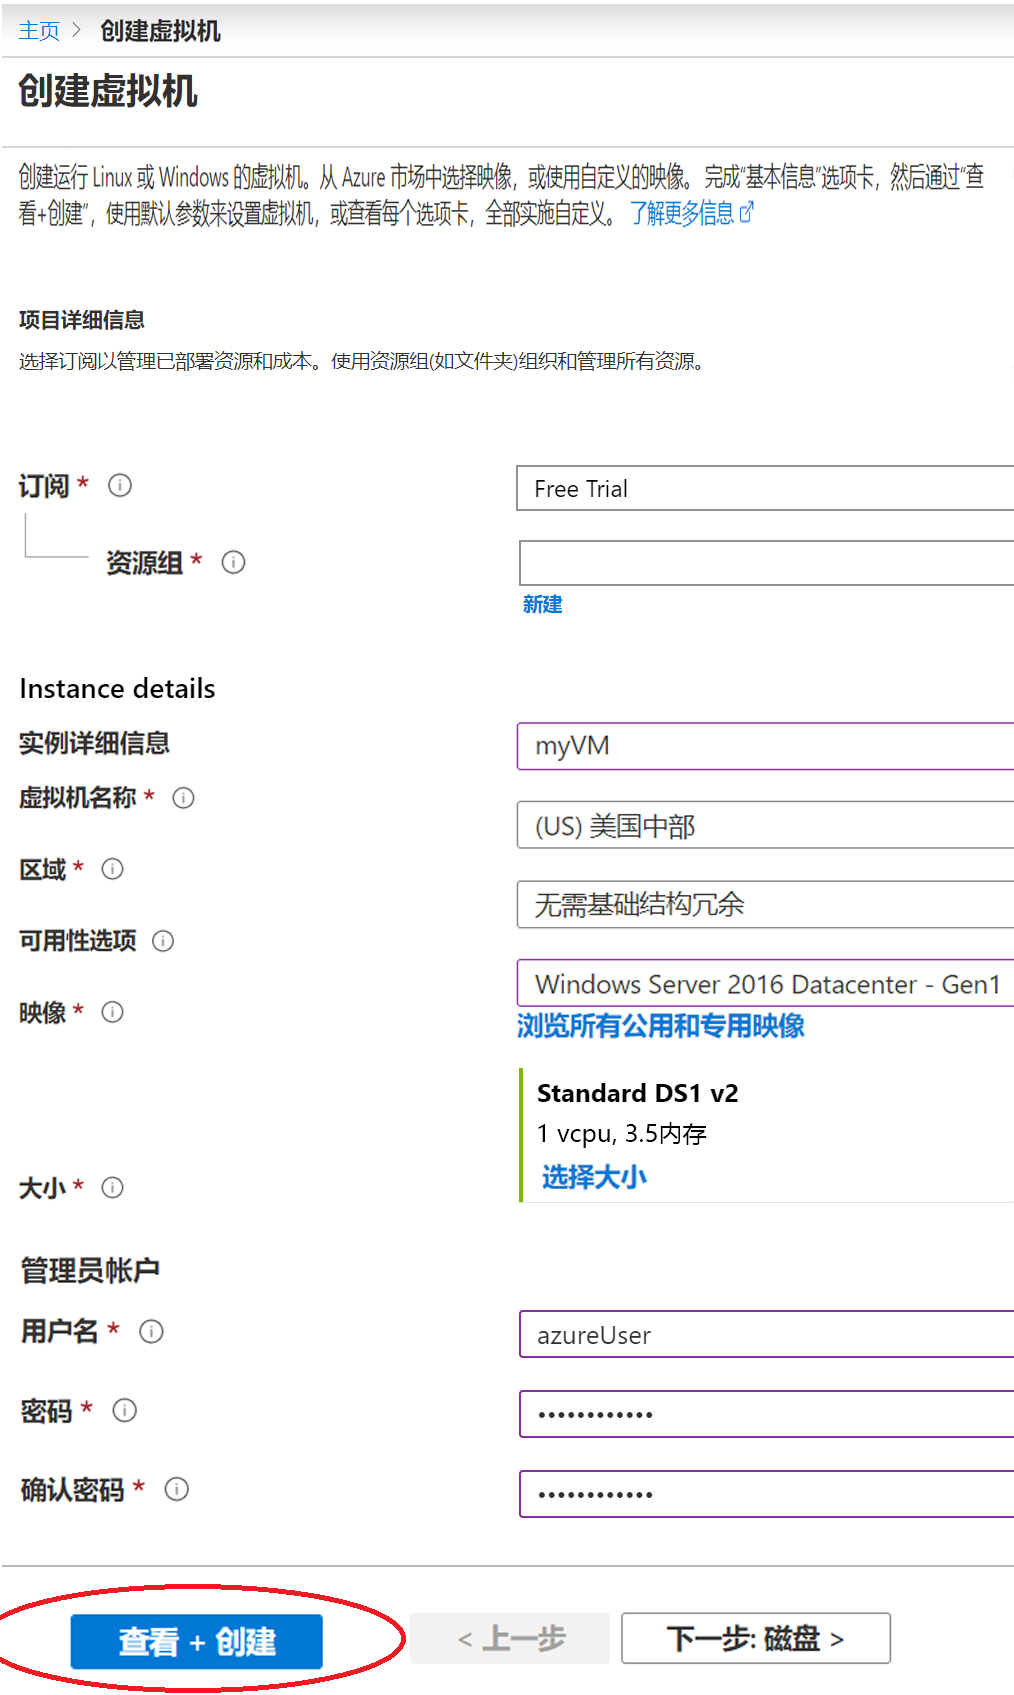 主页 > 创建虚拟机
创建虚拟机
创建运行 Linux 或 Windows 的虚拟机。从 Azure 市场中选择映像，或使用自定义的映像。 完成“基本信息”选项卡，然后通过“查
看+创建”，使用默认参数来设置虚拟机，或查看每个选项卡，全部实施自定义。 了解更多信息
项目详细信息
选择订阅以管理已部署资源和成本。使用资源组(如文件夹)组织和管理所有资源。
订阅 * Free Trial
资源组 *
新建
Instance details
实例详细信息 myVM
虚拟机名称 *
(US) 美国中部
区域 *
无需基础结构冗余
可用性选项
Windows Server 2016 Datacenter - Gen1
映像 *
浏览所有公用和专用映像
Standard DS1 v2
1 vcpu, 3.5内存
选择大小
大小 *
管理员帐户
用户名 * azureUser
密码 * ••••••••••••
确认密码 * ••••••••••••
查看 + 创建 < 上一步 下一步: 磁盘 >